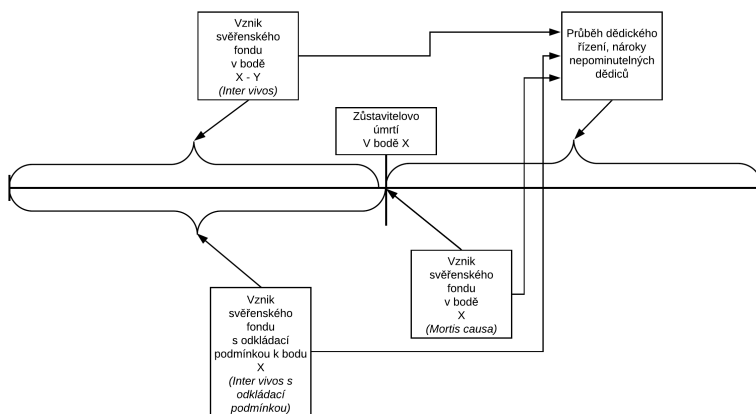 Vznik
svěřenského
fondu
v bodě
X - Y
(Inter vivos)
Průběh dědického
řízení, nároky
nepominutelných
dědiců
Zůstavitelovo
úmrtí
V bodě X
Vznik
svěřenského
fondu
v bodě
X
(Mortis causa)
Vznik
svěřenského
fondu
s odkládací
podmínkou k bodu
X
(Inter vivos s
odkládací
podmínkou)